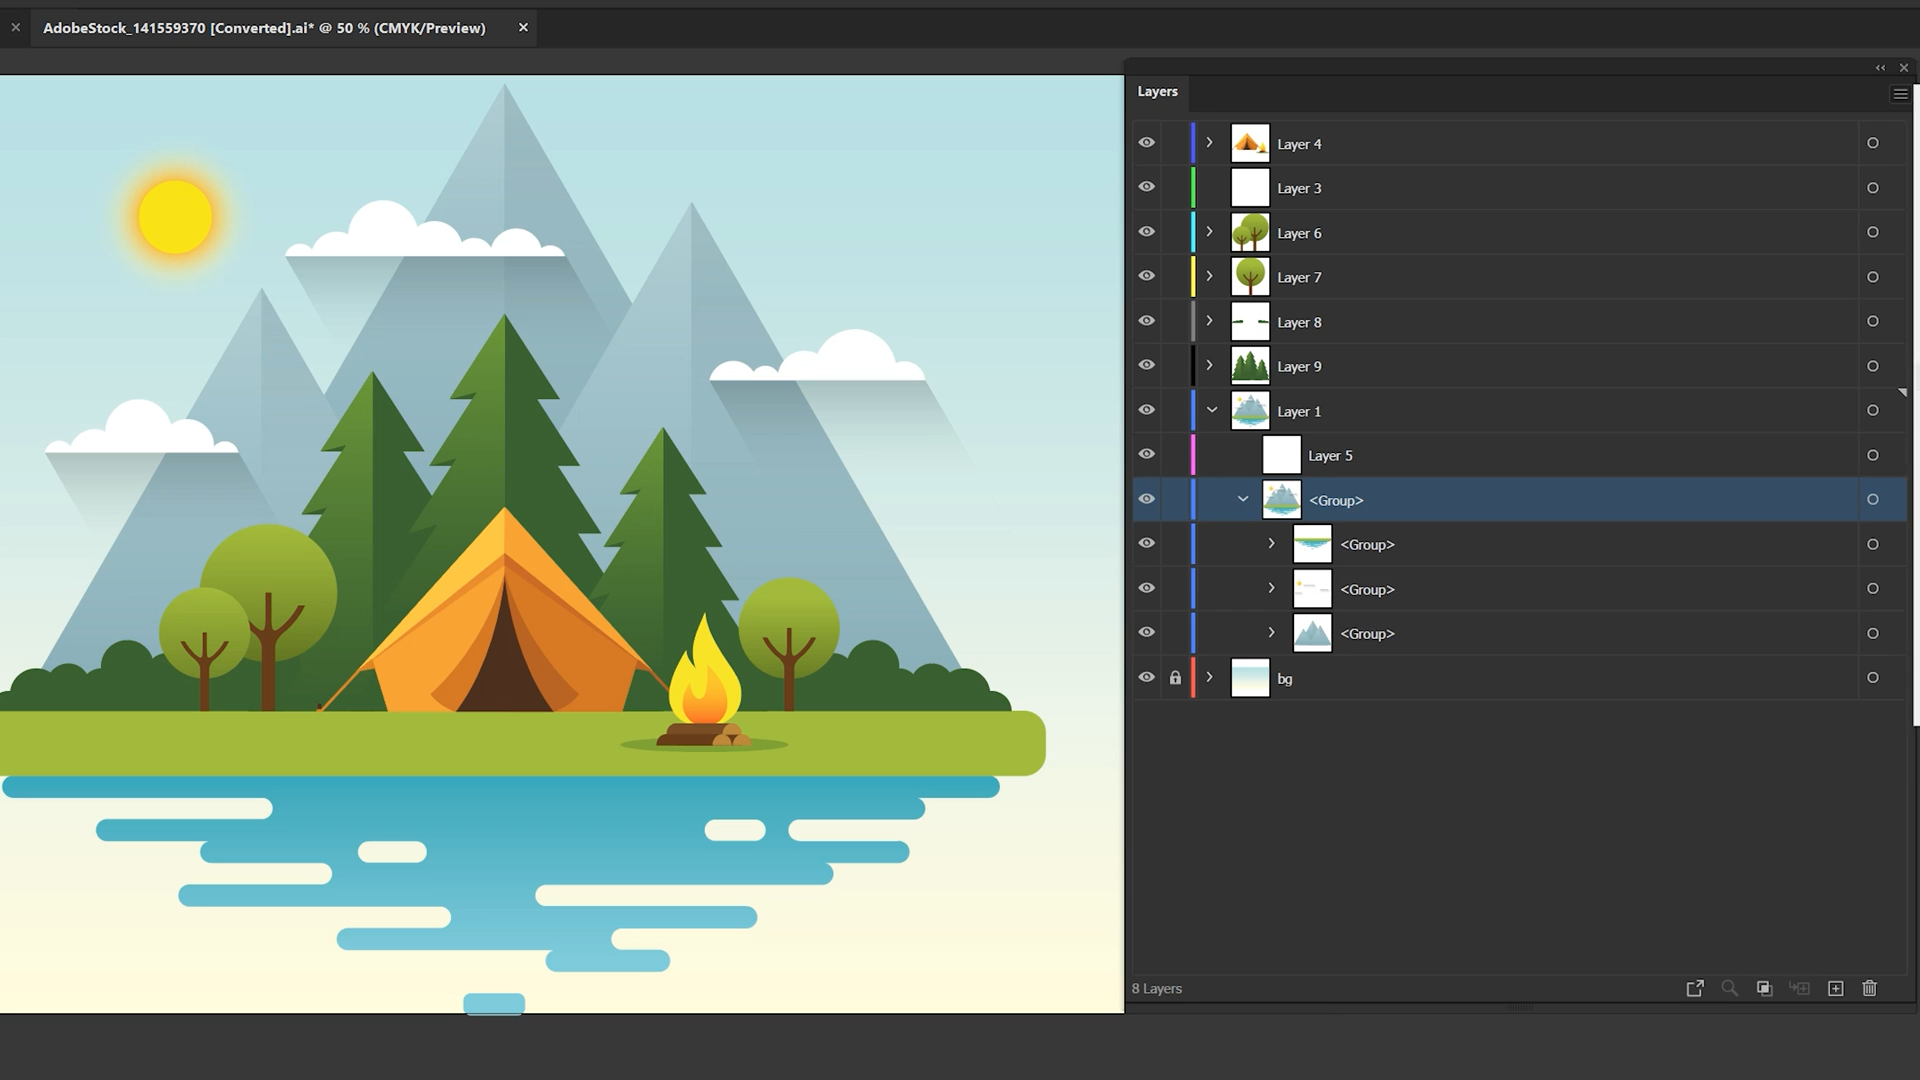 AdobeStock_141559370 [Converted].ai* @ 50 % (CMYK/Preview)
Layers
Layer 4
Layer 3
Layer 6
Layer 7
Layer 8
Layer 9
Layer 1
Layer 5
<Group>
<Group>
<Group>
<Group>
bg
8 Layers